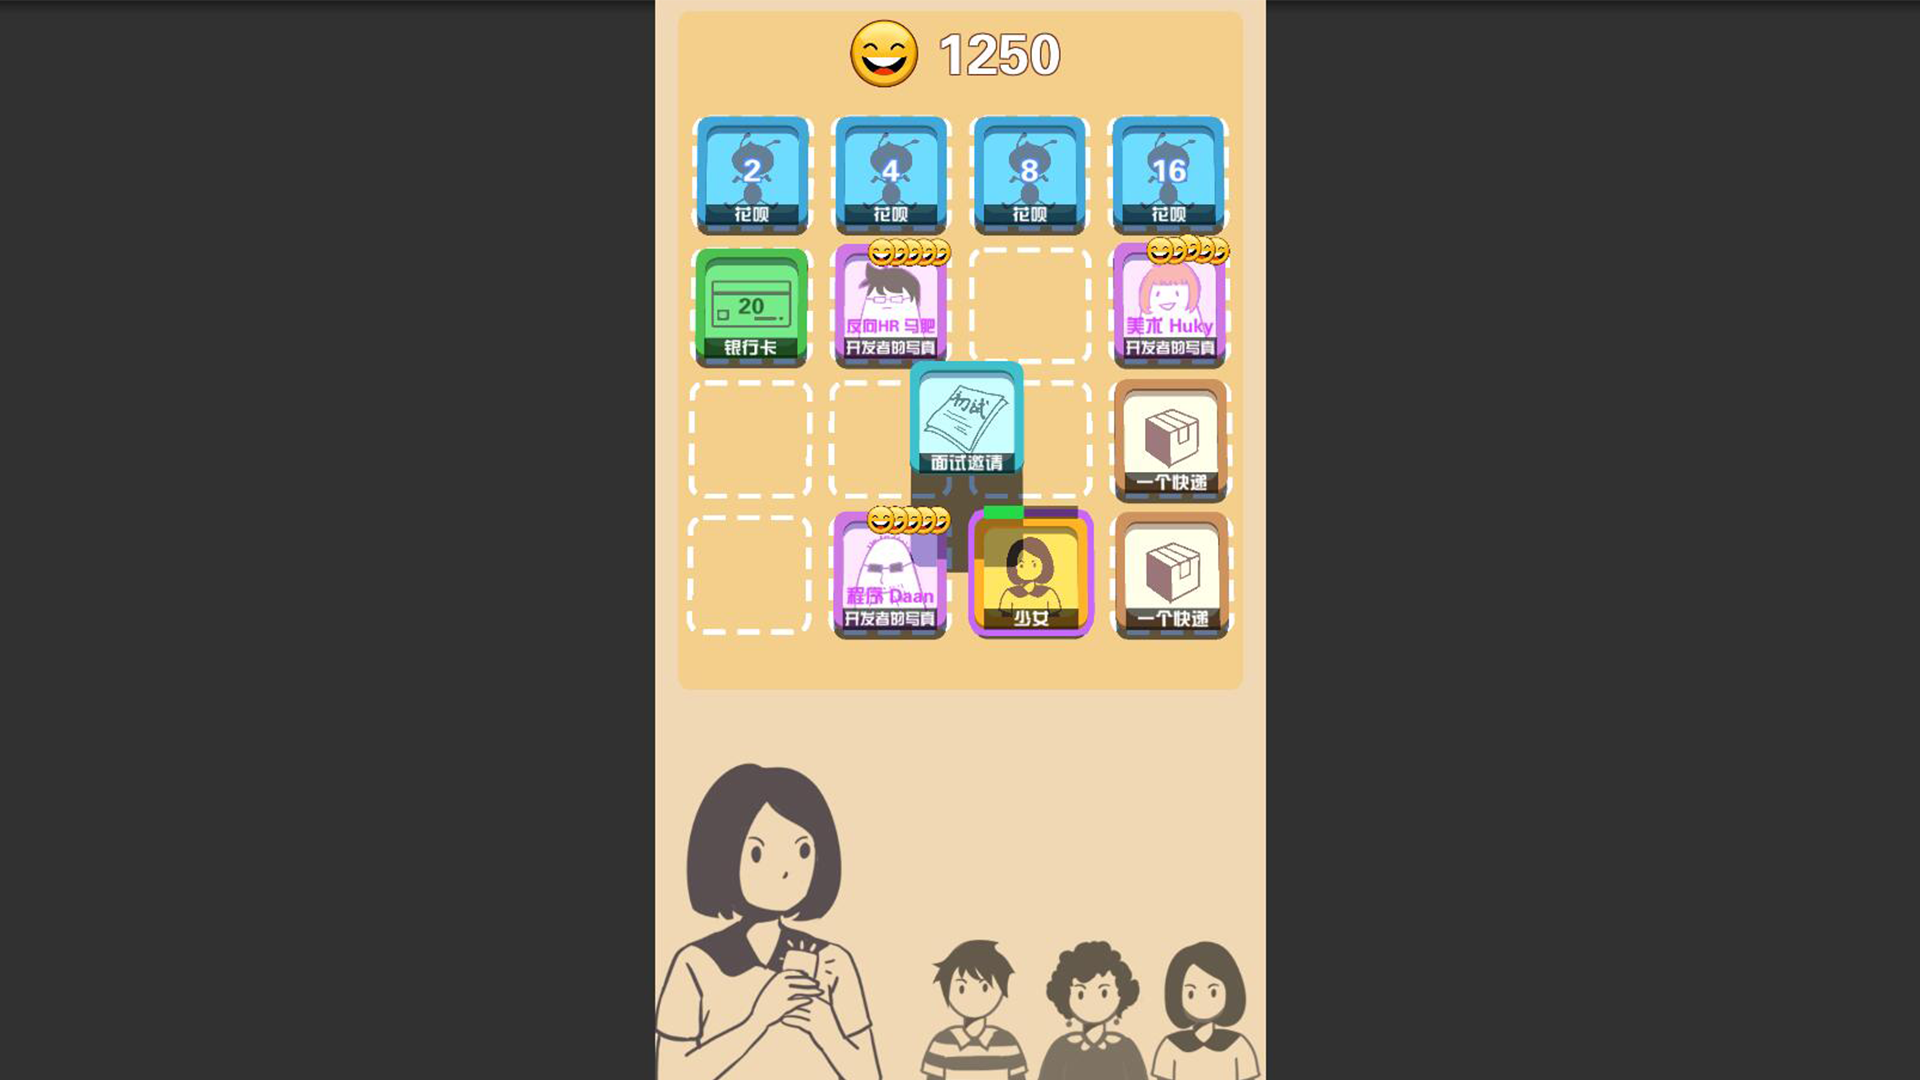 1250
2
花呗
4
花呗
8
花呗
16
花呗
20
银行卡
反向HR 马肥
开发者的写真
美术 Huky
开发者的写真
初试
面试邀请
一个快递
程序 Daan
开发者的写真
少女
一个快递